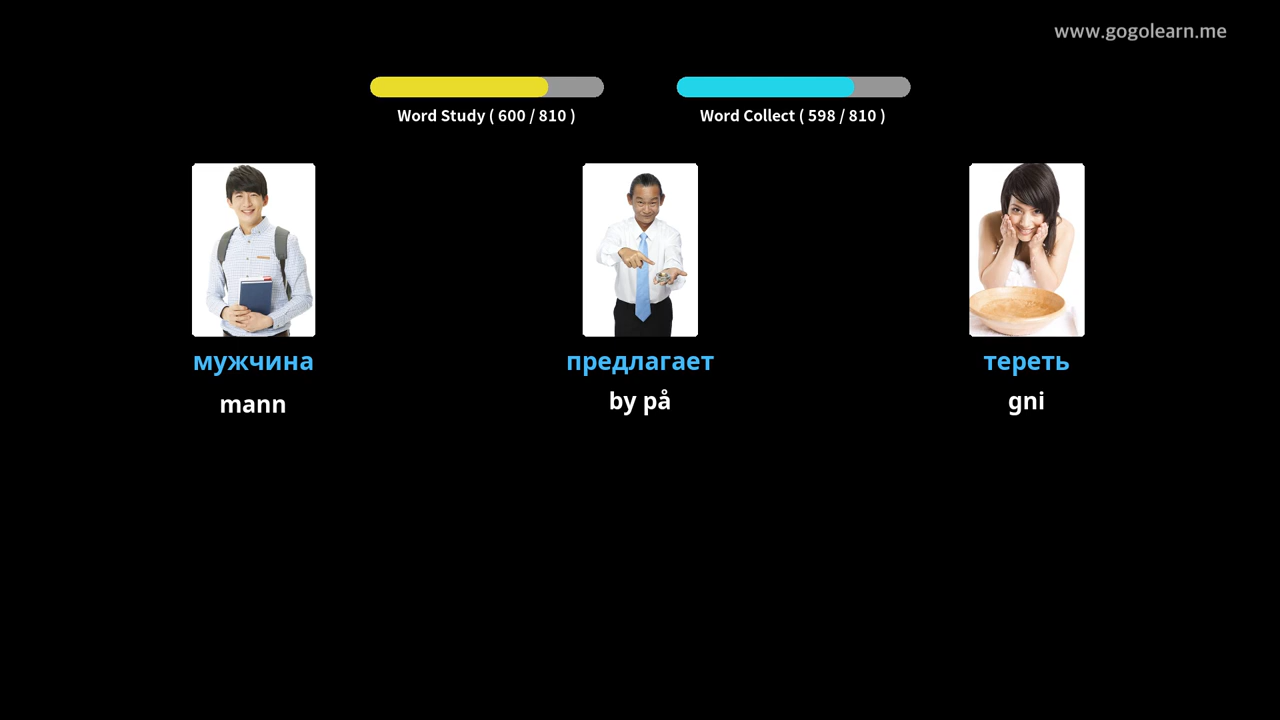 www.gogolearn.me
Word Study ( 600 / 810 )
Word Collect ( 598 / 810 )
мужчина
предлагает
тереть
mann
by på
gni